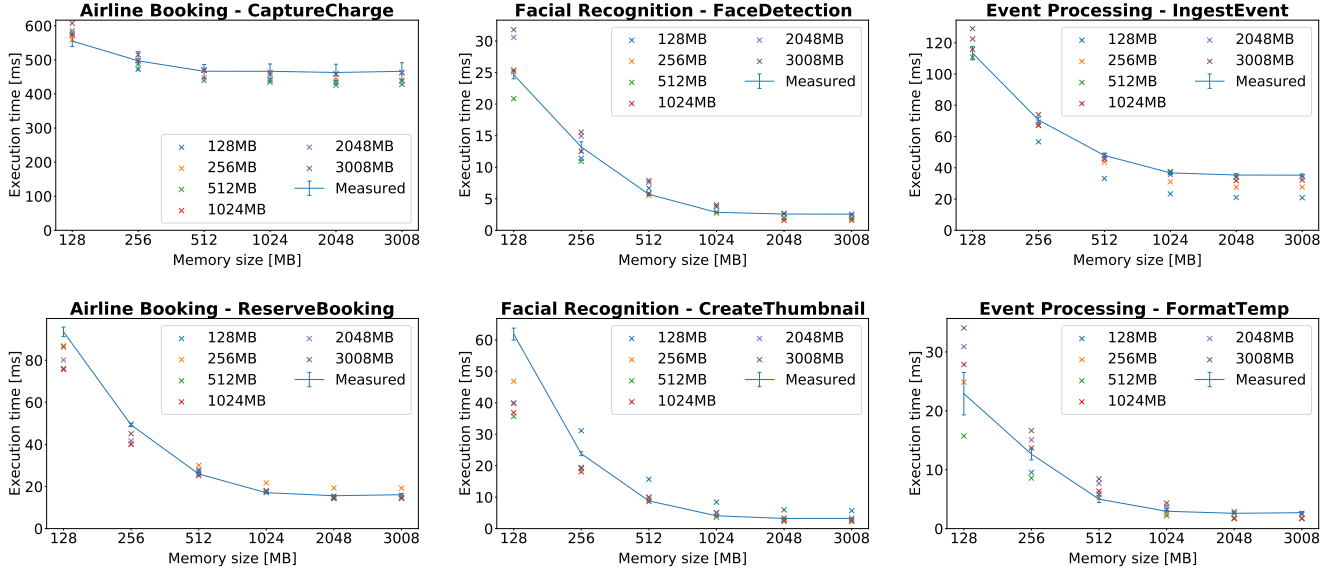 Airline Booking - CaptureCharge
600
500
400
300
200
100
0
Execution time [ms]
128MB
256MB
512MB
1024MB
2048MB
3008MB
Measured
128 256 512 1024 2048 3008
Memory size [MB]
Facial Recognition - FaceDetection
30
25
20
15
10
5
0
Execution time [ms]
128MB
256MB
512MB
1024MB
2048MB
3008MB
Measured
128 256 512 1024 2048 3008
Memory size [MB]
Event Processing - IngestEvent
120
100
80
60
40
20
0
Execution time [ms]
128MB
256MB
512MB
1024MB
2048MB
3008MB
Measured
128 256 512 1024 2048 3008
Memory size [MB]
Airline Booking - ReserveBooking
80
60
40
20
0
Execution time [ms]
128MB
256MB
512MB
1024MB
2048MB
3008MB
Measured
128 256 512 1024 2048 3008
Memory size [MB]
Facial Recognition - CreateThumbnail
60
50
40
30
20
10
0
Execution time [ms]
128MB
256MB
512MB
1024MB
2048MB
3008MB
Measured
128 256 512 1024 2048 3008
Memory size [MB]
Event Processing - FormatTemp
30
20
10
0
Execution time [ms]
128MB
256MB
512MB
1024MB
2048MB
3008MB
Measured
128 256 512 1024 2048 3008
Memory size [MB]